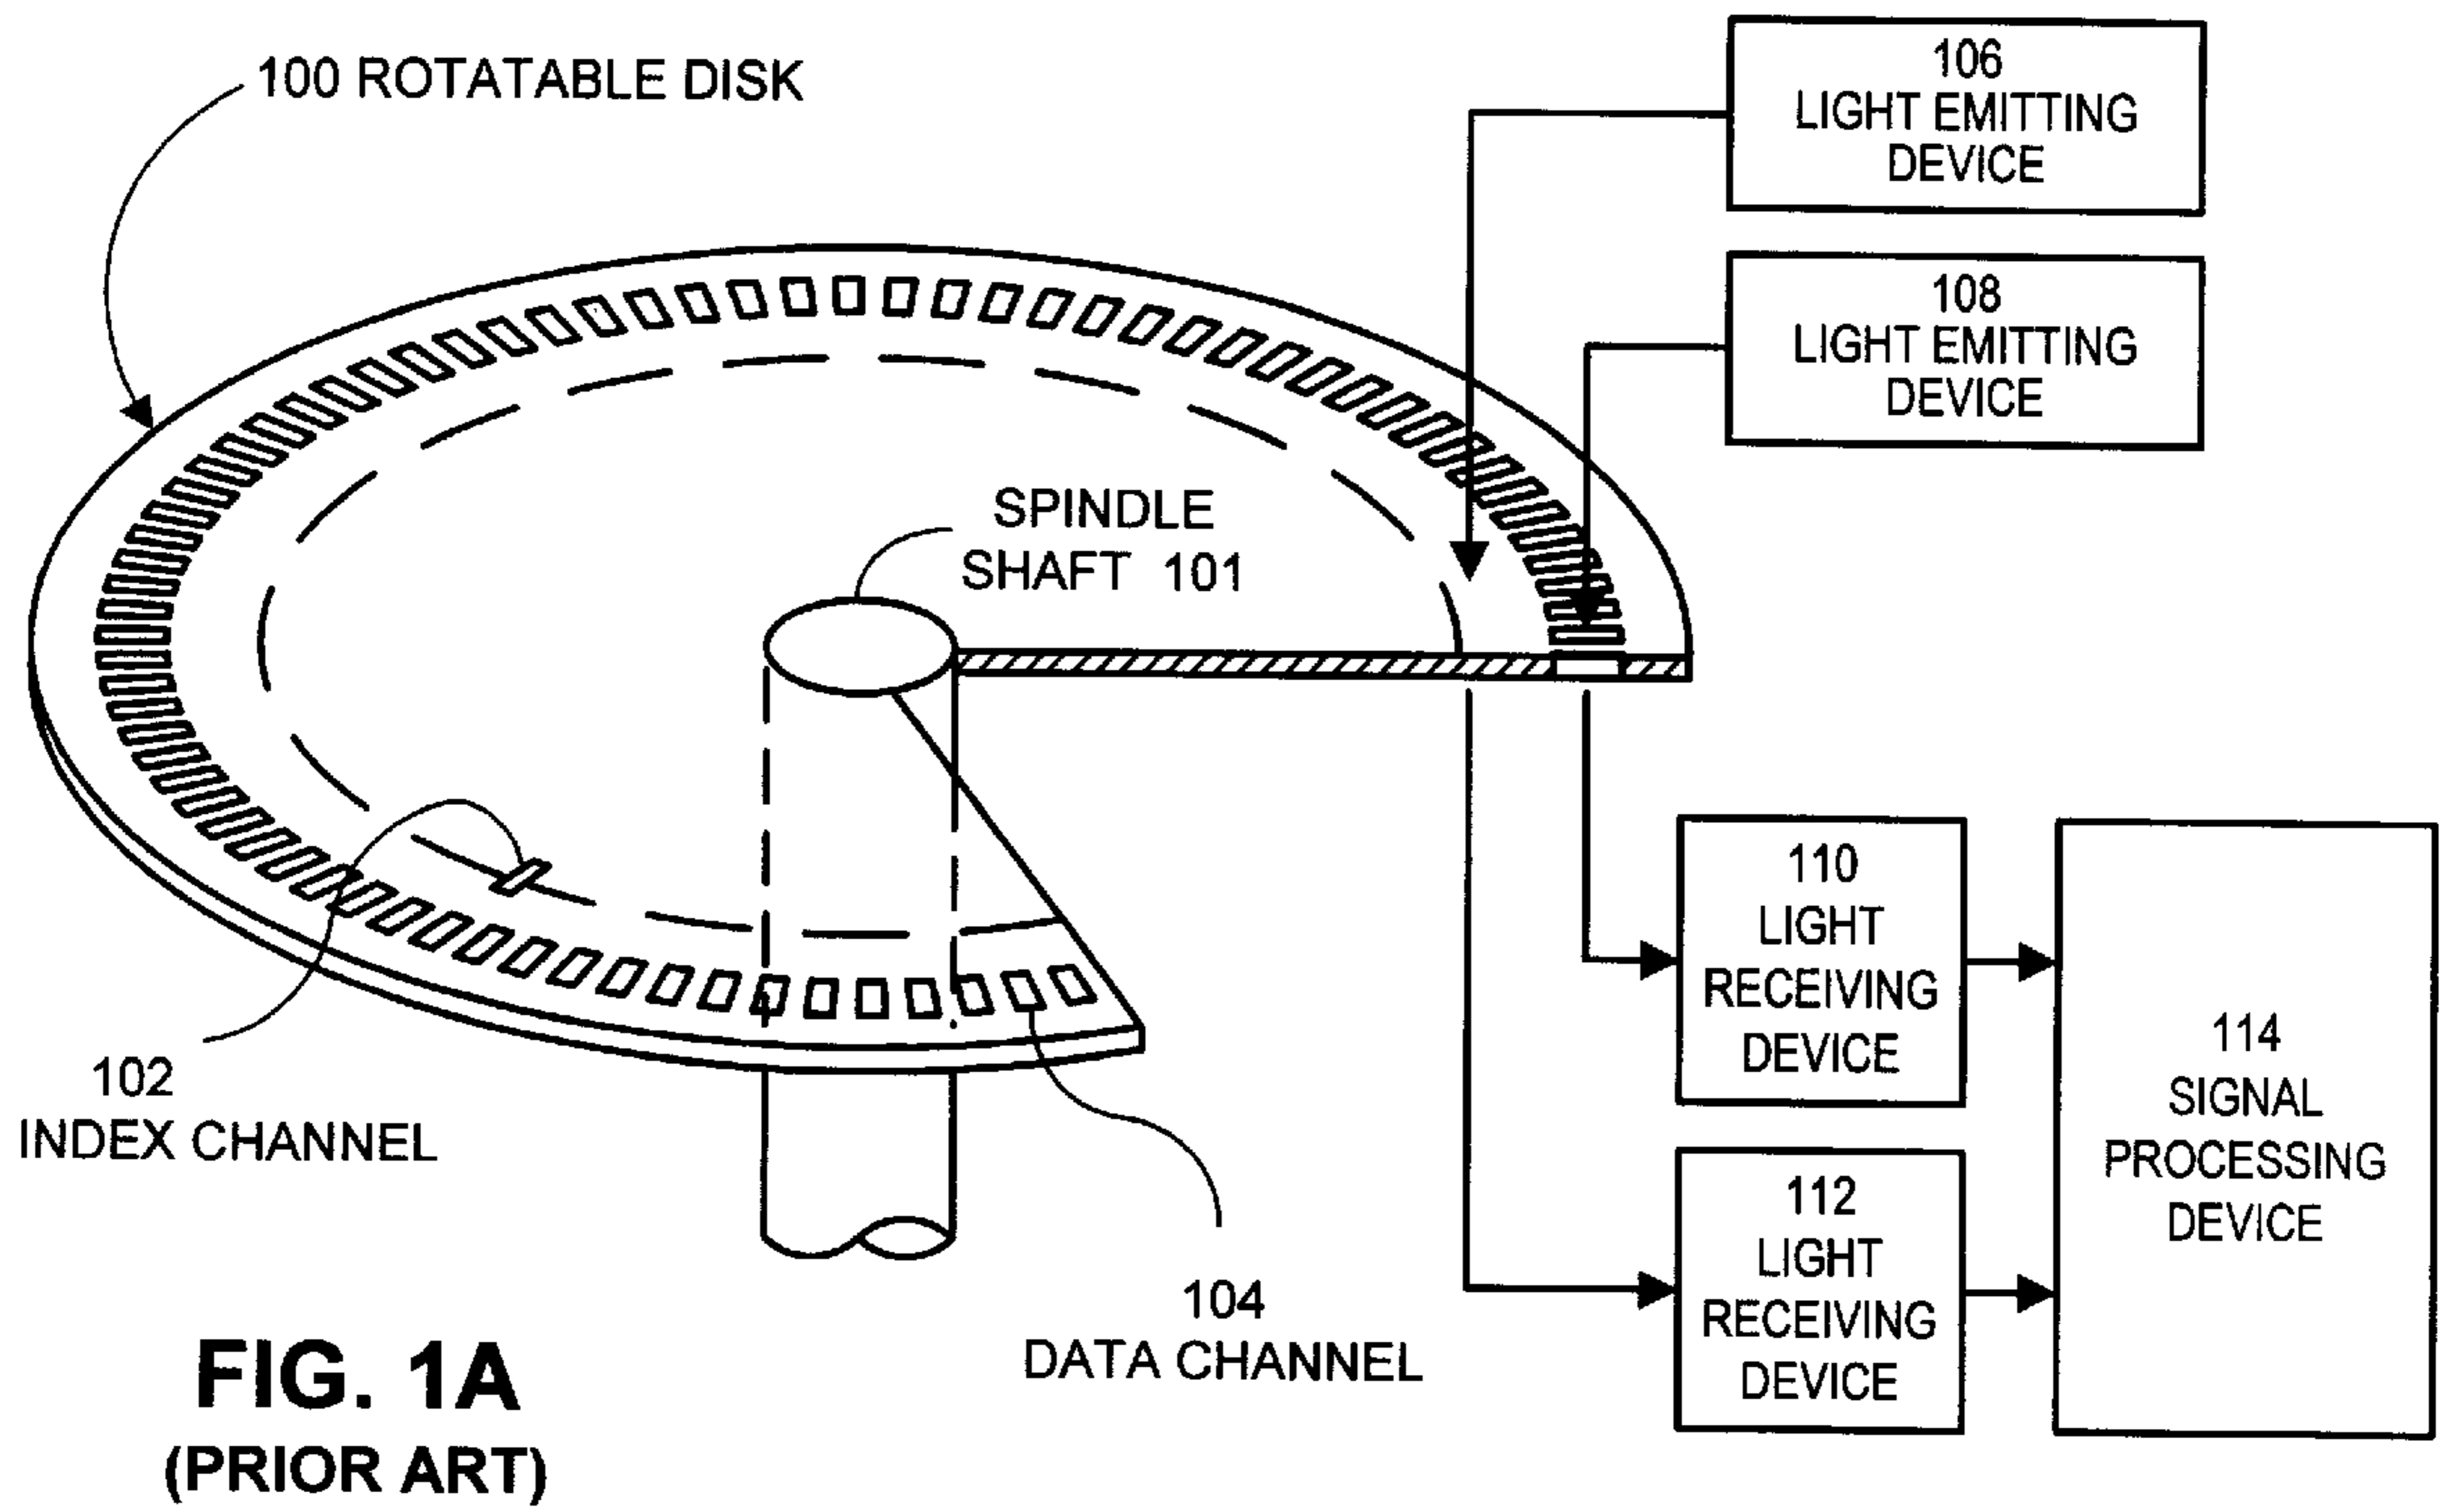 100 ROTATABLE DISK
106
LIGHT EMITTING
DEVICE
108
LIGHT EMITTING
DEVICE
SPINDLE
SHAFT 101
110
LIGHT
RECEIVING
DEVICE
114
SIGNAL
PROCESSING
DEVICE
112
LIGHT
RECEIVING
DEVICE
102
INDEX CHANNEL
104
DATA CHANNEL
FIG. 1A
(PRIOR ART)